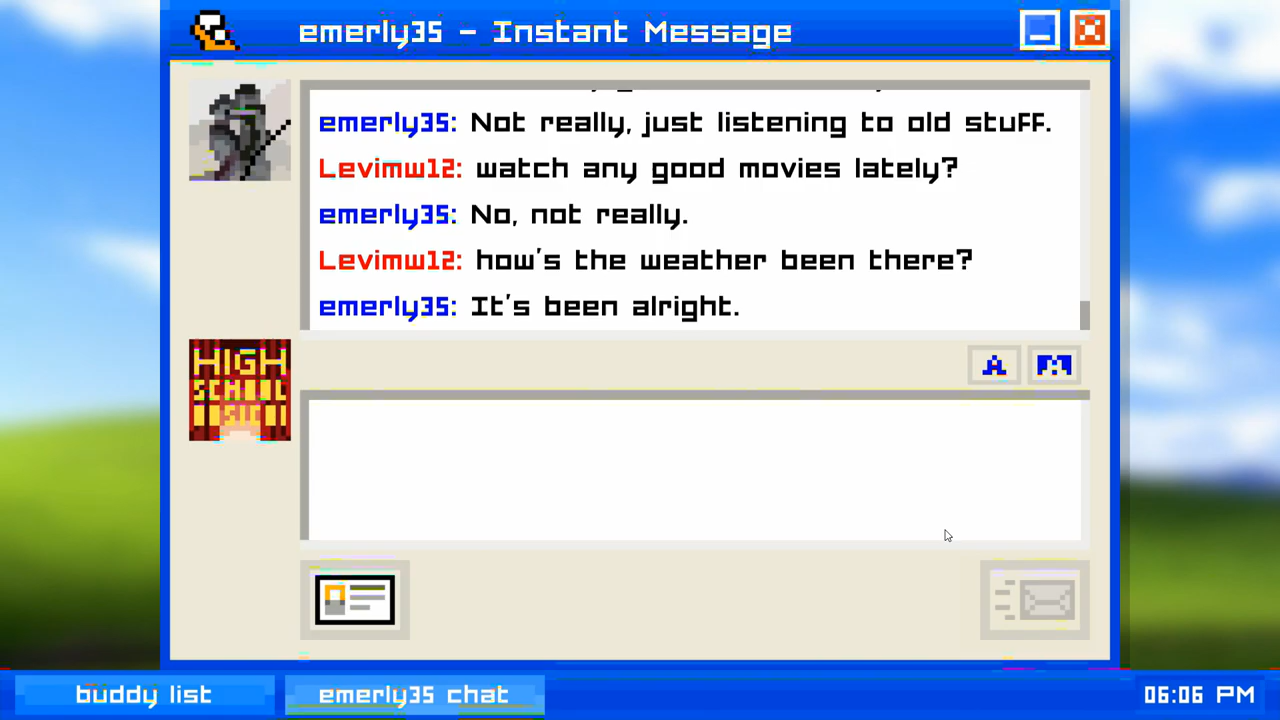 emerly35 - Instant Message
emerly35: Not really, just listening to old stuff.
Levimw12: watch any good movies lately?
emerly35: No, not really.
Levimw12: how's the weather been there?
emerly35: It's been alright.
HIGH
SCHOOL
A
buddy list
emerly35 chat
06:06 PM